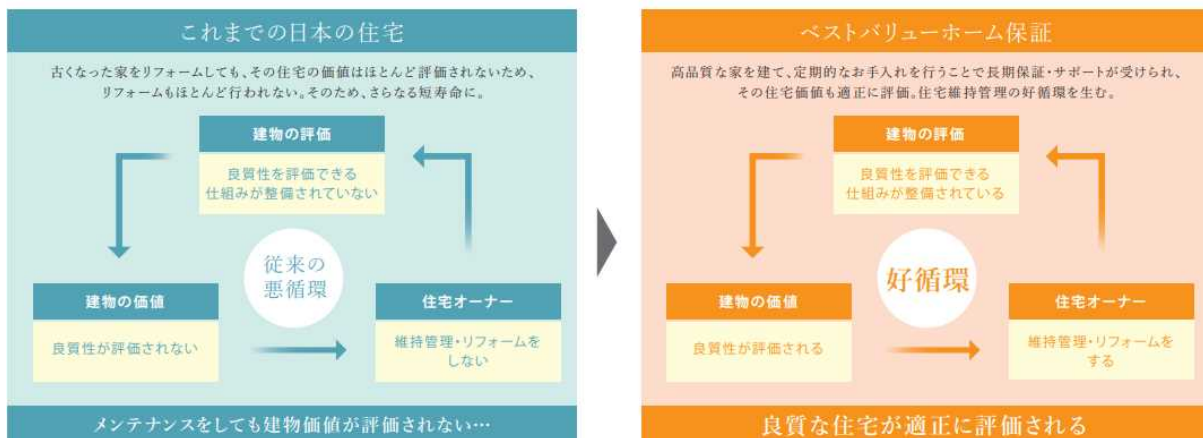 これまでの日本の住宅
古くなった家をリフォームしても、その住宅の価値はほとんど評価されないため、
リフォームもほとんど行われない。そのため、さらなる短寿命に。
建物の評価
良質性を評価できる
仕組みが整備されていない
従来の
悪循環
建物の価値
良質性が評価されない
住宅オーナー
維持管理・リフォームを
しない
メンテナンスをしても建物価値が評価されない…
ベストバリューホーム保証
高品質な家を建て、定期的なお手入れを行うことで長期保証・サポートが受けられ、
その住宅価値も適正に評価。住宅維持管理の好循環を生む。
建物の評価
良質性を評価できる
仕組みが整備されている
好循環
建物の価値
良質性が評価される
住宅オーナー
維持管理・リフォームを
する
良質な住宅が適正に評価される